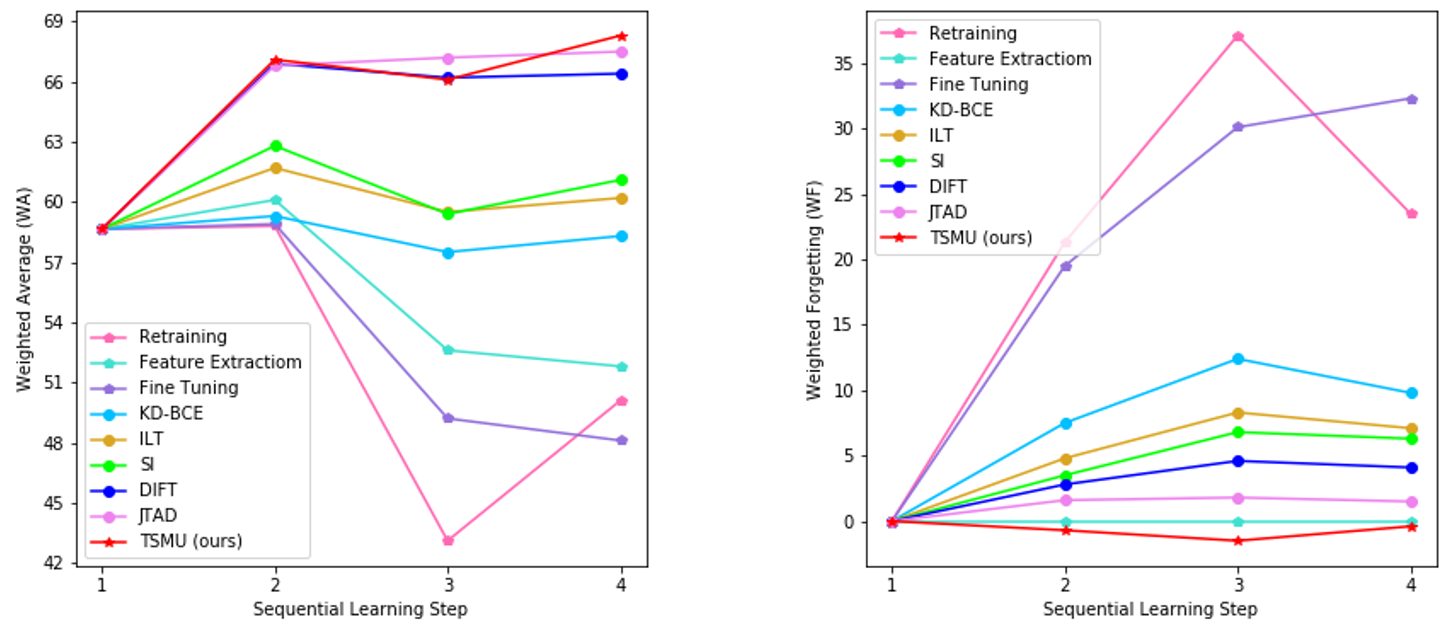 69
66
63
60
57
54
51
48
45
42
Weighted Average (WA)
Retraining
Feature Extractiom
Fine Tuning
KD-BCE
ILT
SI
DIFT
JTAD
TSMU (ours)
1 2 3 4
Sequential Learning Step
35
30
25
20
15
10
5
0
Weighted Forgetting (WF)
Retraining
Feature Extractiom
Fine Tuning
KD-BCE
ILT
SI
DIFT
JTAD
TSMU (ours)
1 2 3 4
Sequential Learning Step